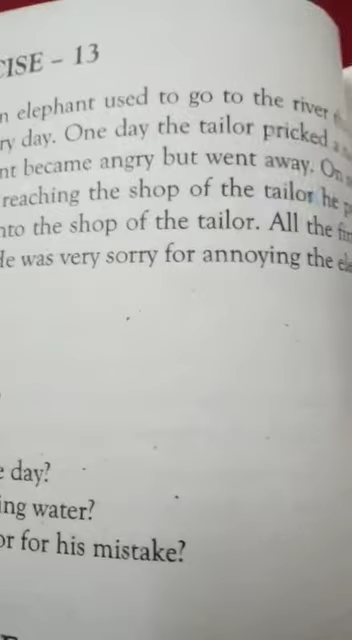 CISE – 13
n elephant used to go to the river
ry day. One day the tailor pricked a
nt became angry but went away. On
reaching the shop of the tailor he p
nto the shop of the tailor. All the fin
He was very sorry for annoying the ele
e day?
ing water?
or for his mistake?